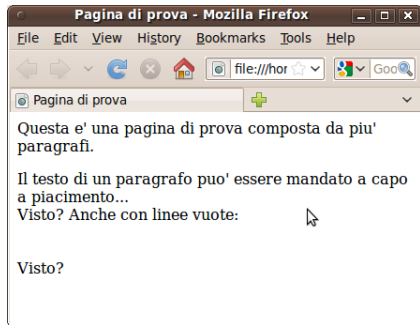 Pagina di prova - Mozilla Firefox
File Edit View History Bookmarks Tools Help
file:///hor Goo
Pagina di prova
Questa e' una pagina di prova composta da piu'
paragrafi.
Il testo di un paragrafo puo' essere mandato a capo
a piacimento...
Visto? Anche con linee vuote:
Visto?